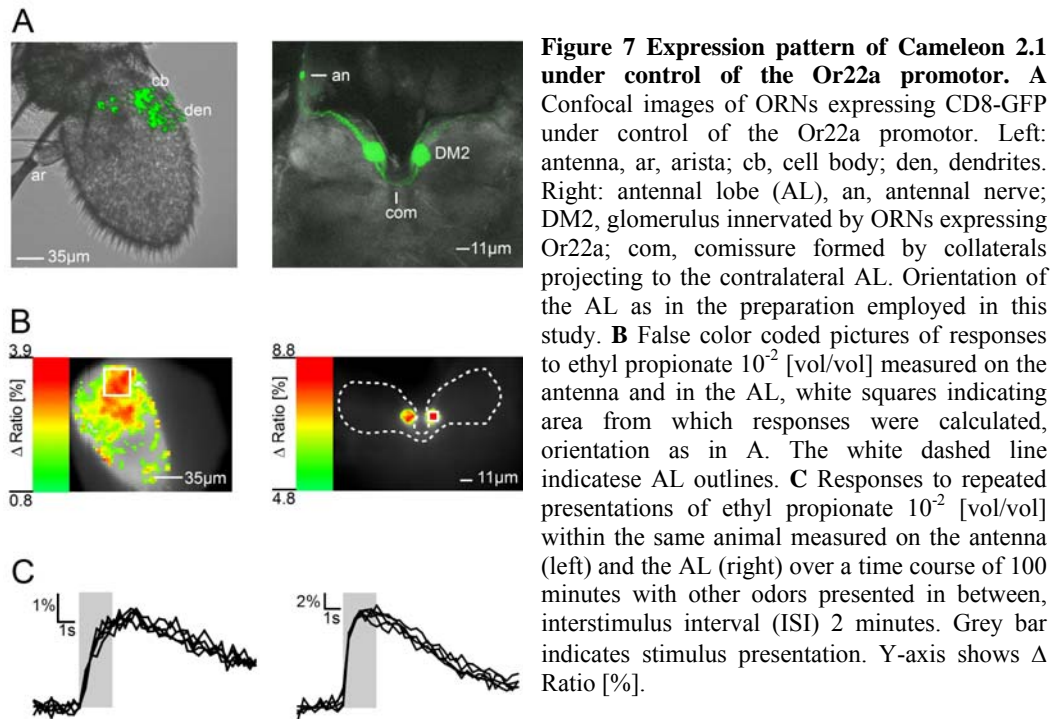 A
cb
den
ar
35µm
an
DM2
com
11µm
B
3.9
Δ Ratio [%]
0.8
35µm
8.8
Δ Ratio [%]
4.8
11µm
C
1%
1s
2%
1s
Figure 7 Expression pattern of Cameleon 2.1
under control of the Or22a promotor. A
Confocal images of ORNs expressing CD8-GFP
under control of the Or22a promotor. Left:
antenna, ar, arista; cb, cell body; den, dendrites.
Right: antennal lobe (AL), an, antennal nerve;
DM2, glomerulus innervated by ORNs expressing
Or22a; com, comissure formed by collaterals
projecting to the contralateral AL. Orientation of
the AL as in the preparation employed in this
study. B False color coded pictures of responses
to ethyl propionate 10⁻² [vol/vol] measured on the
antenna and in the AL, white squares indicating
area from which responses were calculated,
orientation as in A. The white dashed line
indicatese AL outlines. C Responses to repeated
presentations of ethyl propionate 10⁻² [vol/vol]
within the same animal measured on the antenna
(left) and the AL (right) over a time course of 100
minutes with other odors presented in between,
interstimulus interval (ISI) 2 minutes. Grey bar
indicates stimulus presentation. Y-axis shows Δ
Ratio [%].